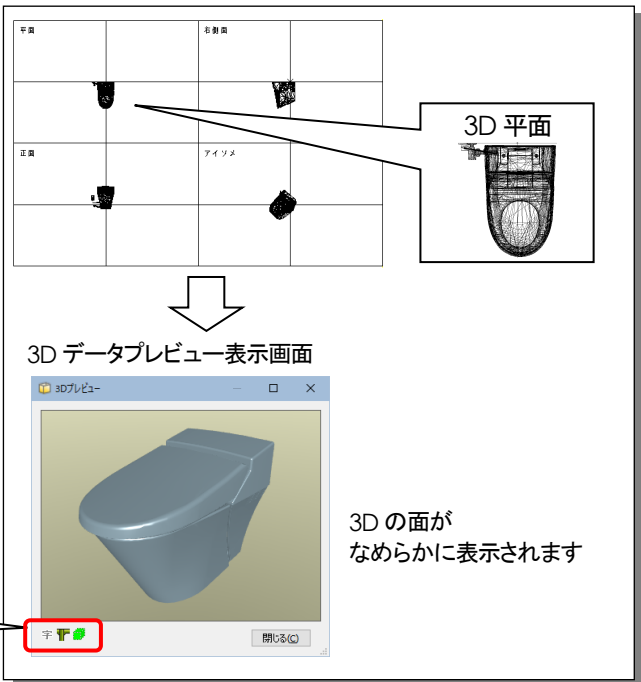 平面
右側面
3D 平面
正面
アイソメ
3D データプレビュー表示画面
3Dプレビュー
3D の面が
なめらかに表示されます
字
閉じる(C)